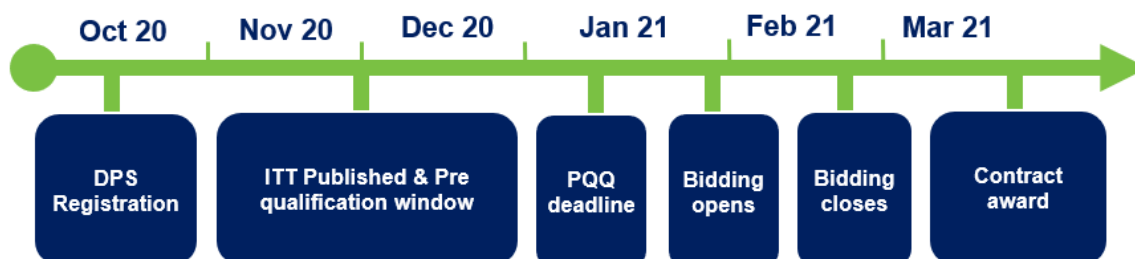 Oct 20
Nov 20
Dec 20
Jan 21
Feb 21
Mar 21
DPS
Registration
ITT Published & Pre
qualification window
PQQ
deadline
Bidding
opens
Bidding
closes
Contract
award